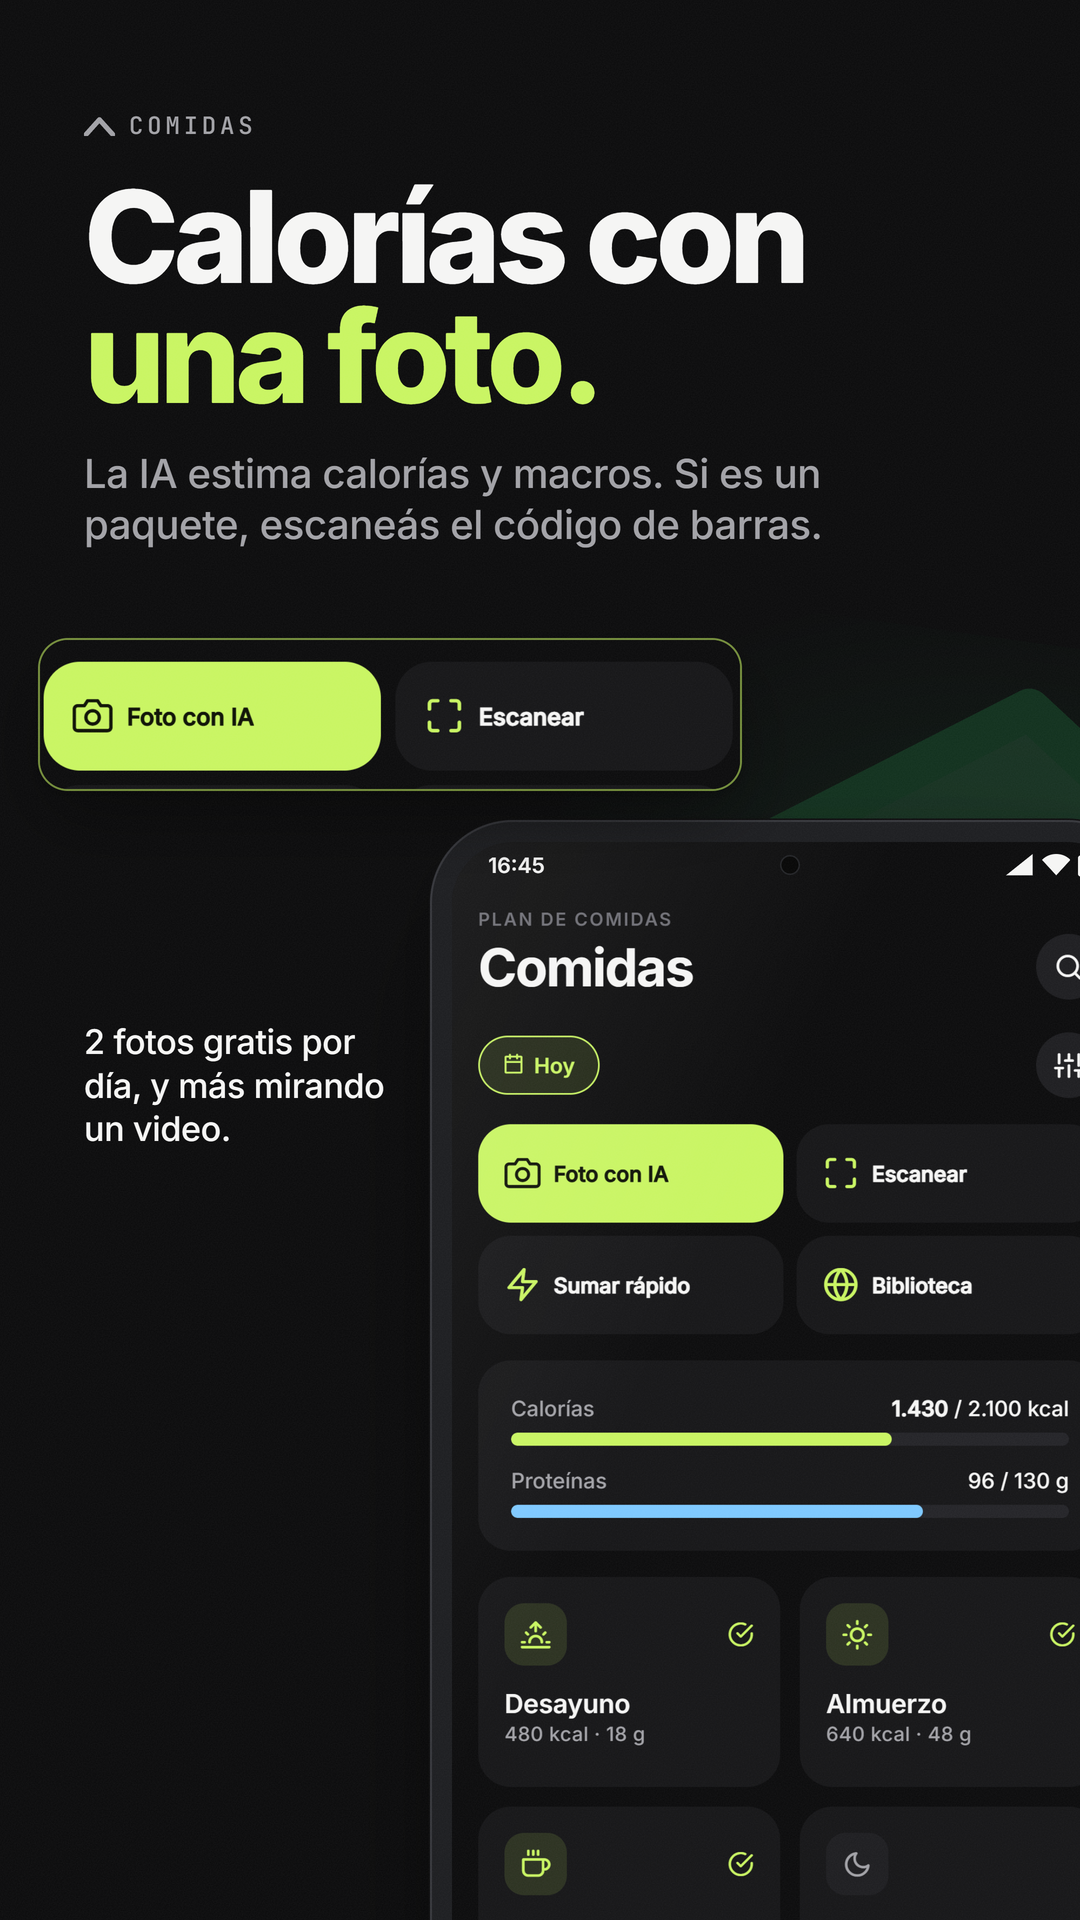 COMIDAS
Calorías con
una foto.
La IA estima calorías y macros. Si es un
paquete, escaneás el código de barras.
Foto con IA
Escanear
16:45
PLAN DE COMIDAS
Comidas
2 fotos gratis por
día, y más mirando
un video.
Hoy
Foto con IA
Escanear
Sumar rápido
Biblioteca
Calorías
1.430 / 2.100 kcal
Proteínas
96 / 130 g
Desayuno
480 kcal · 18 g
Almuerzo
640 kcal · 48 g